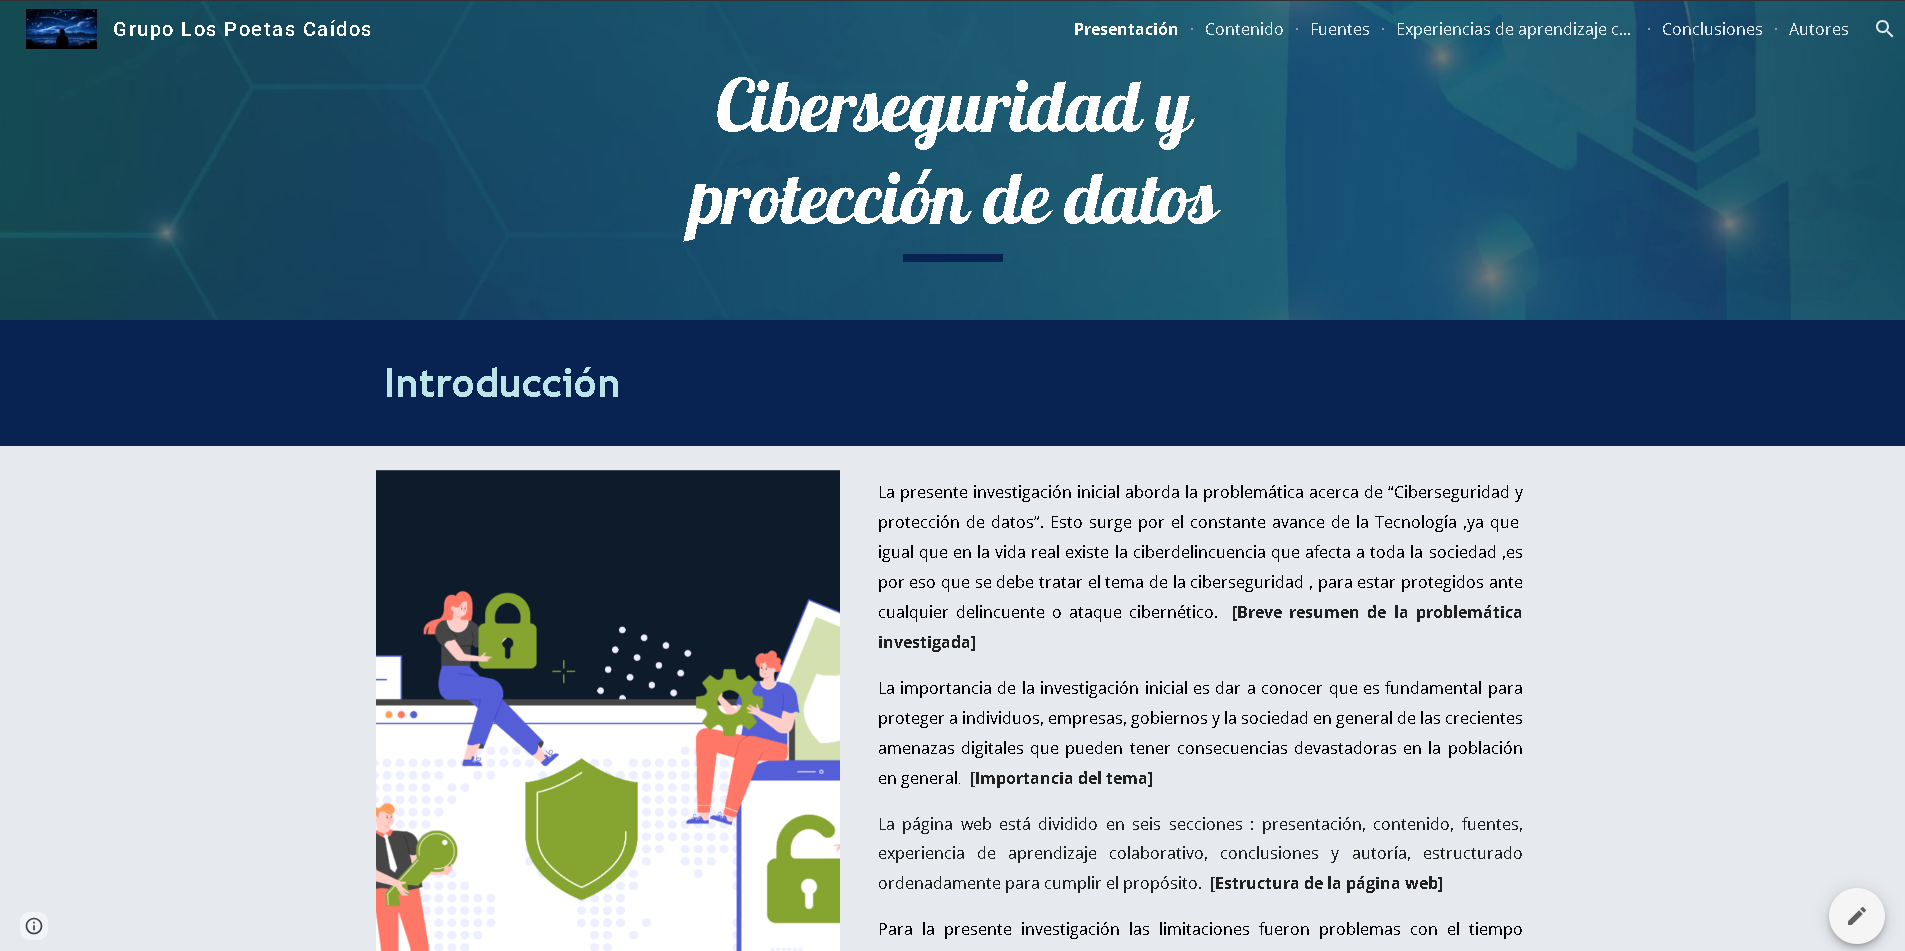 Grupo Los Poetas Caídos
Presentación · Contenido · Fuentes · Experiencias de aprendizaje c... · Conclusiones · Autores
Ciberseguridad y
protección de datos
Introducción
La presente investigación inicial aborda la problemática acerca de “Ciberseguridad y
protección de datos”. Esto surge por el constante avance de la Tecnología ,ya que
igual que en la vida real existe la ciberdelincuencia que afecta a toda la sociedad ,es
por eso que se debe tratar el tema de la ciberseguridad , para estar protegidos ante
cualquier delincuente o ataque cibernético. [Breve resumen de la problemática
investigada]
La importancia de la investigación inicial es dar a conocer que es fundamental para
proteger a individuos, empresas, gobiernos y la sociedad en general de las crecientes
amenazas digitales que pueden tener consecuencias devastadoras en la población
en general. [Importancia del tema]
La página web está dividido en seis secciones : presentación, contenido, fuentes,
experiencia de aprendizaje colaborativo, conclusiones y autoría, estructurado
ordenadamente para cumplir el propósito. [Estructura de la página web]
Para la presente investigación las limitaciones fueron problemas con el tiempo